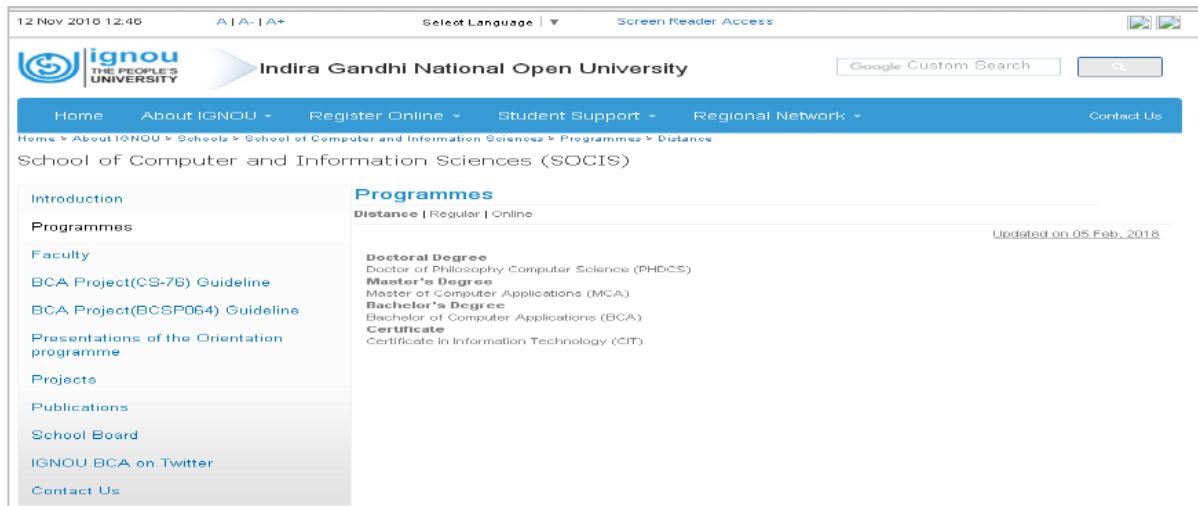 12 Nov 2018 12:46 A | A- | A+ Select Language ▼ Screen Reader Access
ignou
THE PEOPLE'S
UNIVERSITY
Indira Gandhi National Open University
Google Custom Search
Home About IGNOU Register Online Student Support Regional Network Contact Us
Home > About IGNOU > Schools > School of Computer and Information Sciences > Programmes > Distance
School of Computer and Information Sciences (SOCIS)
Introduction
Programmes
Faculty
BCA Project(CS-76) Guideline
BCA Project(BCSP064) Guideline
Presentations of the Orientation
programme
Projects
Publications
School Board
IGNOU BCA on Twitter
Contact Us
Programmes
Distance | Regular | Online
Updated on 05 Feb, 2018
Doctoral Degree
Doctor of Philosophy Computer Science (PHDCS)
Master's Degree
Master of Computer Applications (MCA)
Bachelor's Degree
Bachelor of Computer Applications (BCA)
Certificate
Certificate in Information Technology (CIT)